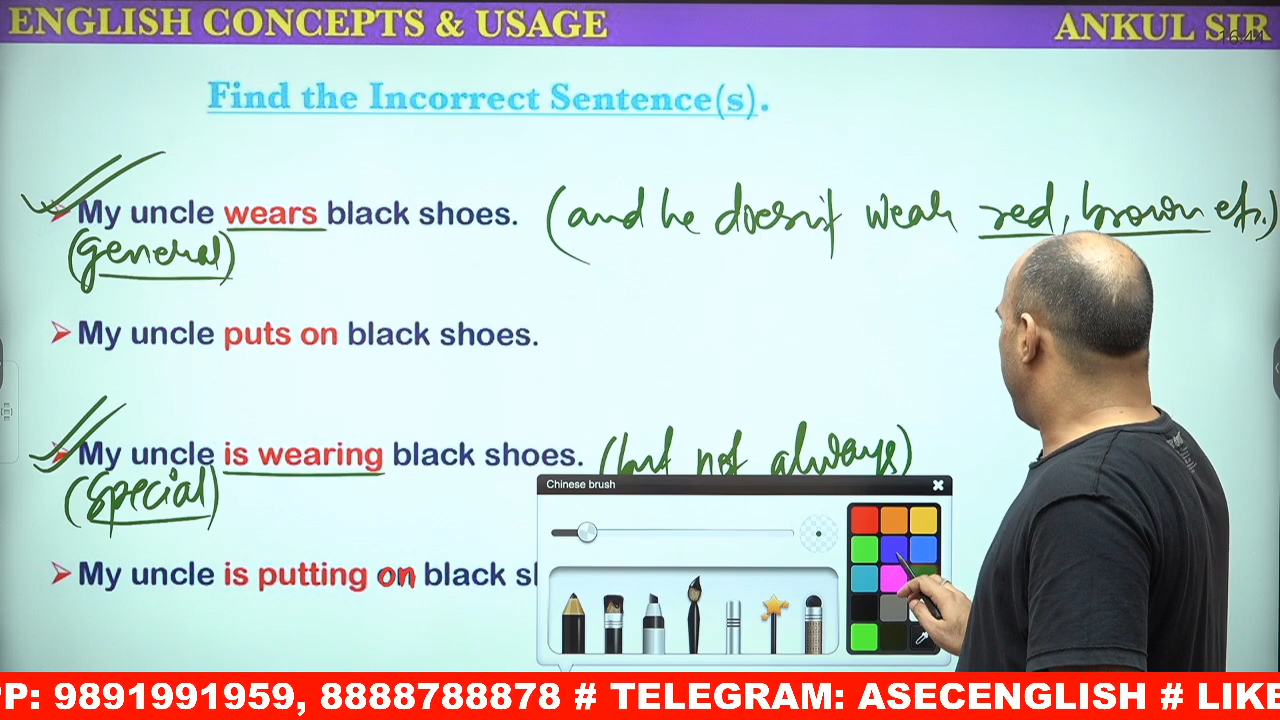 ENGLISH CONCEPTS & USAGE ANKUL SIR
16:41
Find the Incorrect Sentence(s).
My uncle wears black shoes. (and he doesn't wear red, brown etc.)
(general)
My uncle puts on black shoes.
My uncle is wearing black shoes. (but not always)
(special)
Chinese brush
My uncle is putting on black sh
PP: 9891991959, 8888788878 # TELEGRAM: ASECENGLISH # LIKE